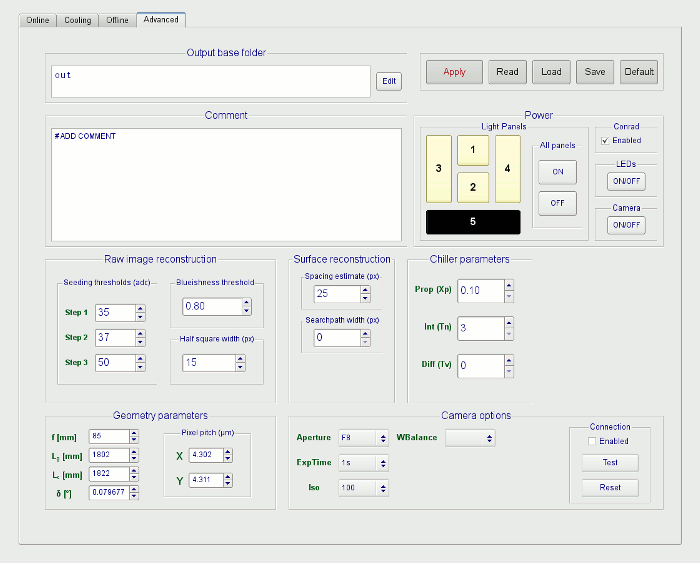 Online Cooling Offline Advanced
Output base folder
out
Edit
Apply Read Load Save Default
Comment
#ADD COMMENT
Power
Light Panels
1
2
3
4
5
All panels
ON
OFF
Conrad
Enabled
LEDs
ON/OFF
Camera
ON/OFF
Raw image reconstruction
Seeding thresholds (adc)
Step 1 35
Step 2 37
Step 3 50
Blueishness threshold
0.80
Half square width (px)
15
Surface reconstruction
Spacing estimate (px)
25
Searchpath width (px)
0
Chiller parameters
Prop (Xp) 0.10
Int (Tn) 3
Diff (Tv) 0
Geometry parameters
f [mm] 85
[mm] 1802
[mm] 1822
δ [°] 0.079677
Pixel pitch (µm)
X 4.302
Y 4.311
Camera options
Aperture F8 WBalance
ExpTime 1s
Iso 100
Connection
Enabled
Test
Reset